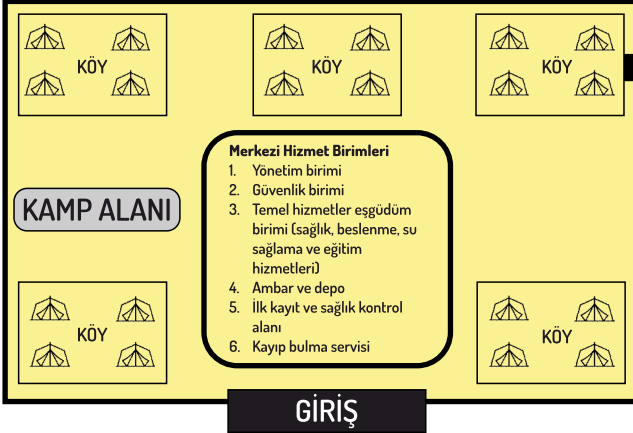 KÖY
KÖY
KÖY
Merkezi Hizmet Birimleri
1. Yönetim birimi
2. Güvenlik birimi
3. Temel hizmetler eşgüdüm
birimi (sağlık, beslenme, su
sağlama ve eğitim
hizmetleri)
4. Ambar ve depo
5. İlk kayıt ve sağlık kontrol
alanı
6. Kayıp bulma servisi
KAMP ALANI
KÖY
KÖY
GİRİŞ